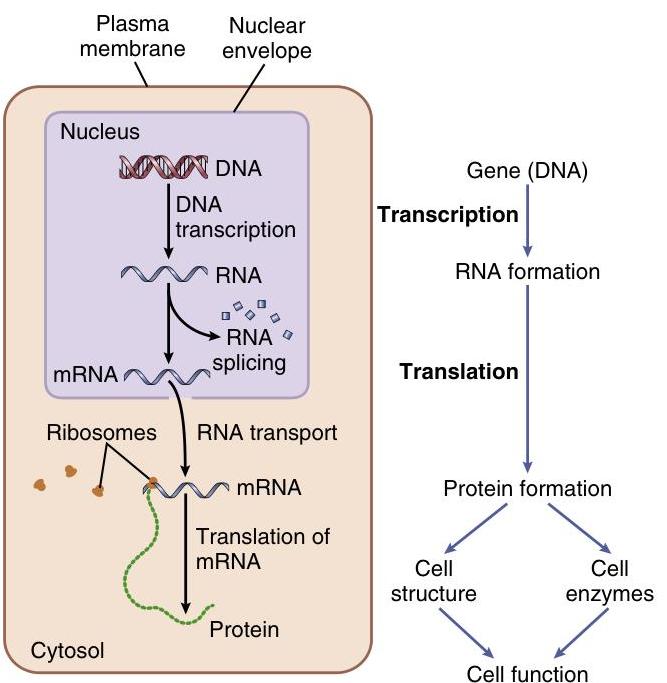 Plasma
membrane
Nuclear
envelope
Nucleus
DNA
DNA
transcription
RNA
RNA
splicing
mRNA
Ribosomes
RNA transport
mRNA
Translation of
mRNA
Protein
Cytosol
Gene (DNA)
Transcription
RNA formation
Translation
Protein formation
Cell
structure
Cell
enzymes
Cell function